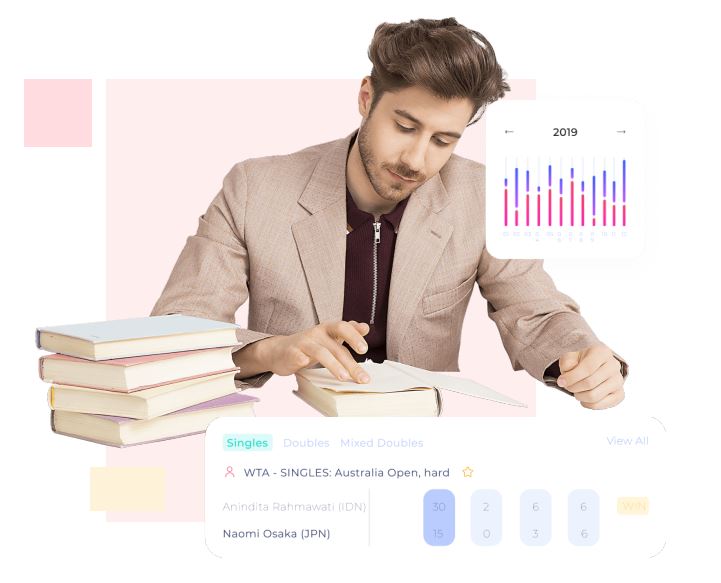 ← 2019 →
Singles Doubles Mixed Doubles View All
WTA - SINGLES: Australia Open, hard
Anindita Rahmawati (IDN) 30 2 6 6 WIN
Naomi Osaka (JPN) 15 0 3 6